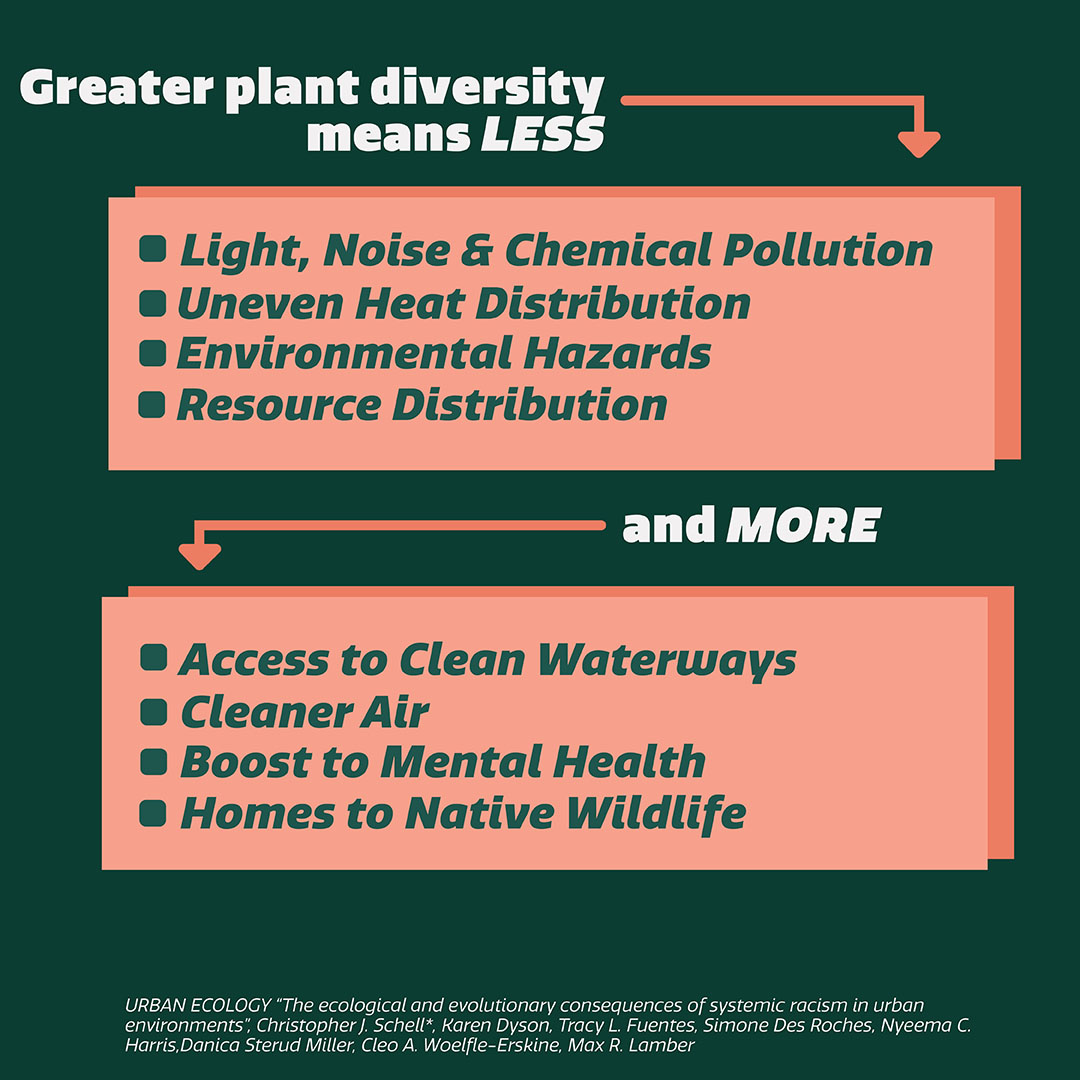 Greater plant diversity
means LESS
Light, Noise & Chemical Pollution
Uneven Heat Distribution
Environmental Hazards
Resource Distribution
and MORE
Access to Clean Waterways
Cleaner Air
Boost to Mental Health
Homes to Native Wildlife
URBAN ECOLOGY “The ecological and evolutionary consequences of systemic racism in urban
environments”, Christopher J. Schell*, Karen Dyson, Tracy L. Fuentes, Simone Des Roches, Nyeema C.
Harris,Danica Sterud Miller, Cleo A. Woelfle-Erskine, Max R. Lamber